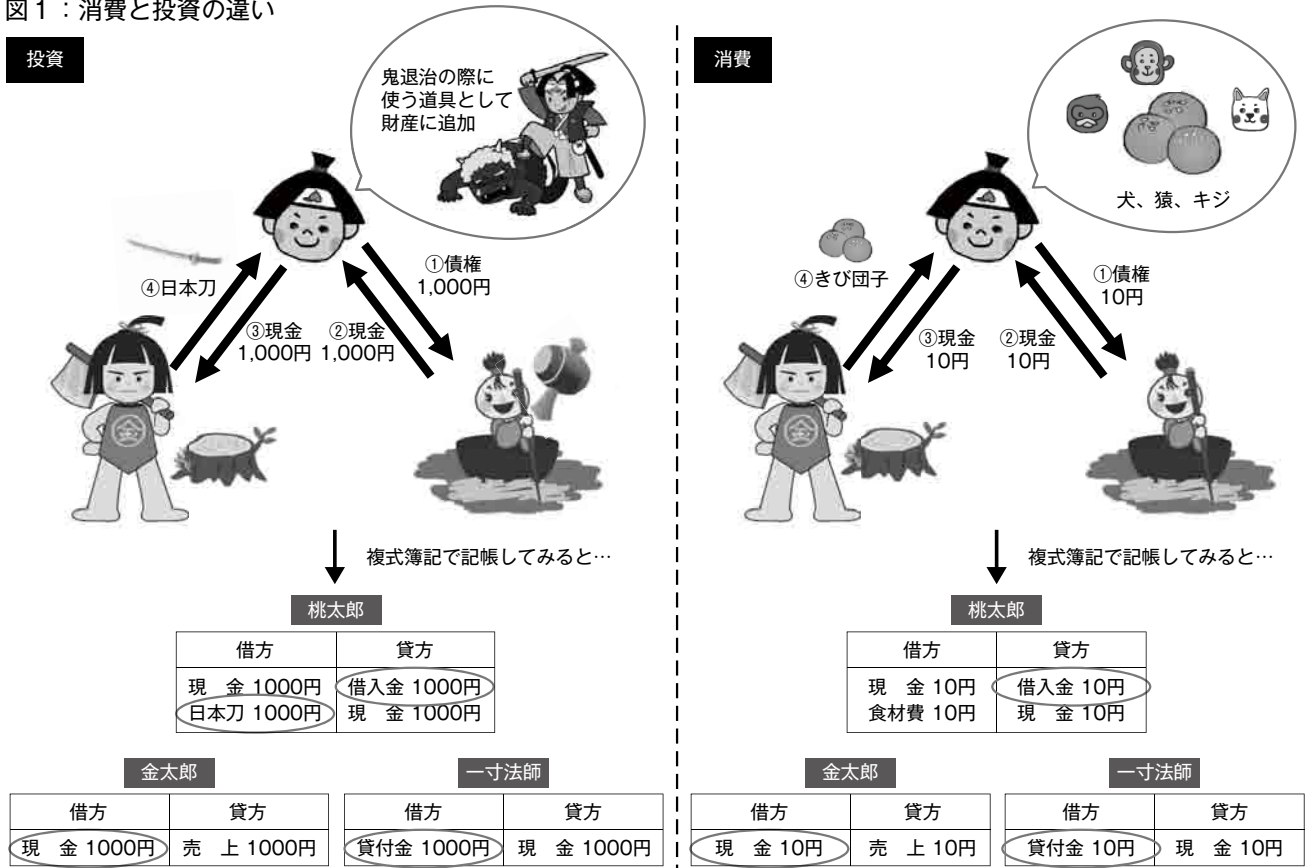 図1：消費と投資の違い
投資
鬼退治の際に
使う道具として
財産に追加
①債権
1,000円
④日本刀
③現金
1,000円
②現金
1,000円
金
複式簿記で記帳してみると…
桃太郎
借方 貸方
現　金 1000円 借入金 1000円
日本刀 1000円 現　金 1000円
金太郎
借方 貸方
現　金 1000円 売　上 1000円
一寸法師
借方 貸方
貸付金 1000円 現　金 1000円
消費
犬、猿、キジ
①債権
10円
④きび団子
③現金
10円
②現金
10円
金
複式簿記で記帳してみると…
桃太郎
借方 貸方
現　金 10円 借入金 10円
食材費 10円 現　金 10円
金太郎
借方 貸方
現　金 10円 売　上 10円
一寸法師
借方 貸方
貸付金 10円 現　金 10円